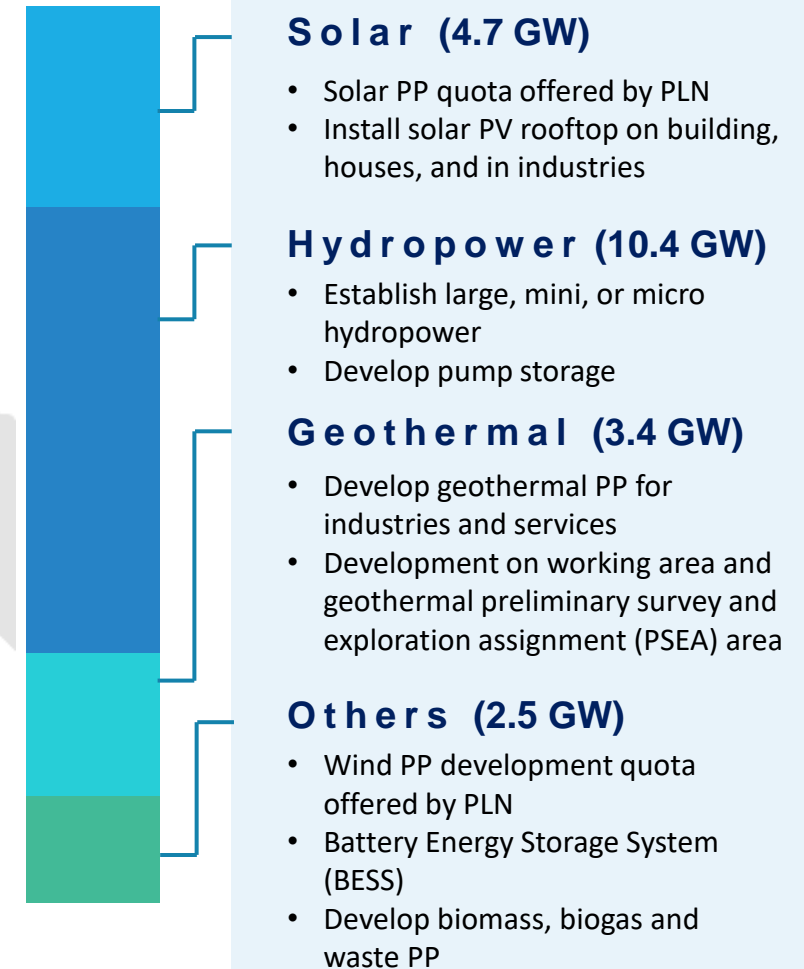 Solar (4.7 GW)
• Solar PP quota offered by PLN
• Install solar PV rooftop on building,
houses, and in industries
Hydropower (10.4 GW)
• Establish large, mini, or micro
hydropower
• Develop pump storage
Geothermal (3.4 GW)
• Develop geothermal PP for
industries and services
• Development on working area and
geothermal preliminary survey and
exploration assignment (PSEA) area
Others (2.5 GW)
• Wind PP development quota
offered by PLN
• Battery Energy Storage System
(BESS)
• Develop biomass, biogas and
waste PP